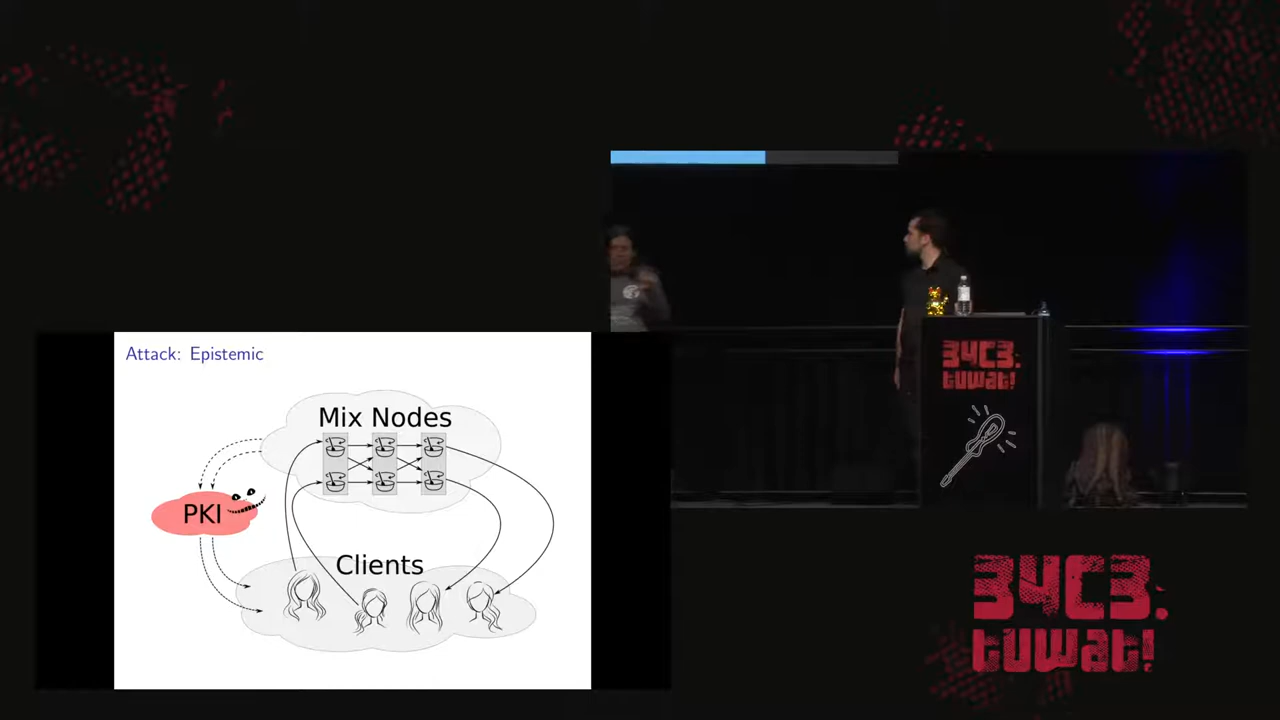 Attack: Epistemic
Mix Nodes
PKI
Clients
34C3.
tuwat!
34C3.
tuwat!